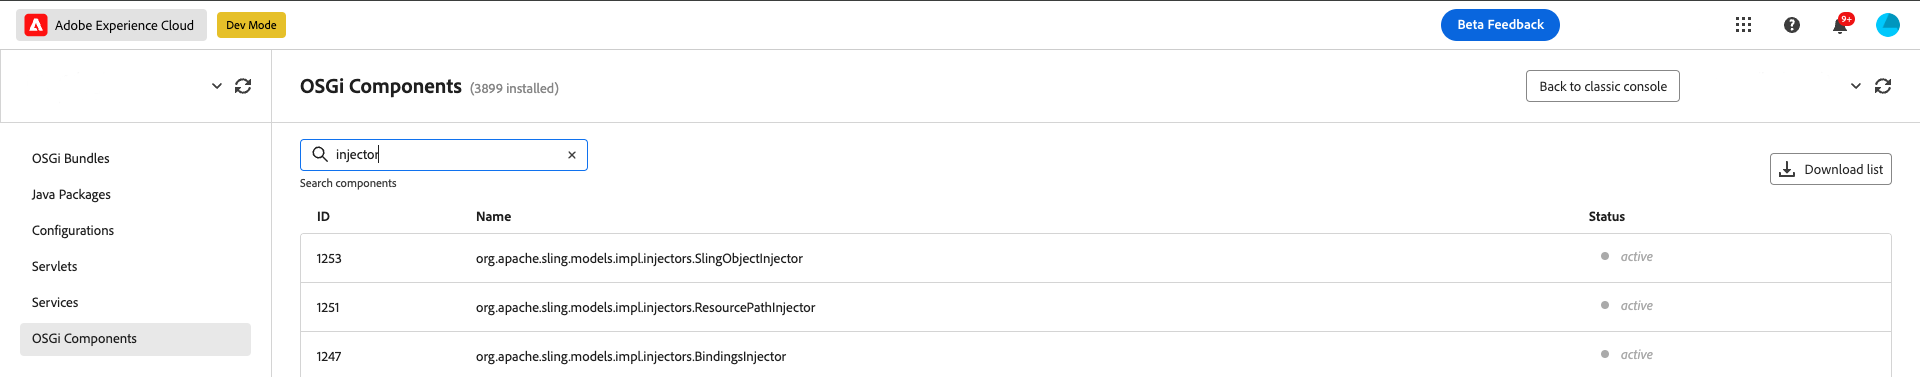 Adobe Experience Cloud
Dev Mode
Beta Feedback
9+
OSGi Components (3899 installed)
Back to classic console
OSGi Bundles
Java Packages
Configurations
Servlets
Services
OSGi Components
injector
Search components
Download list
ID Name Status
1253 org.apache.sling.models.impl.injectors.SlingObjectInjector active
1251 org.apache.sling.models.impl.injectors.ResourcePathInjector active
1247 org.apache.sling.models.impl.injectors.BindingsInjector active